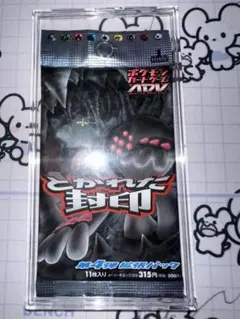 ポケモン
カードゲーム
ADV
とかれた
封印
第4弾 拡張パック
11枚入り 315円
BENCH